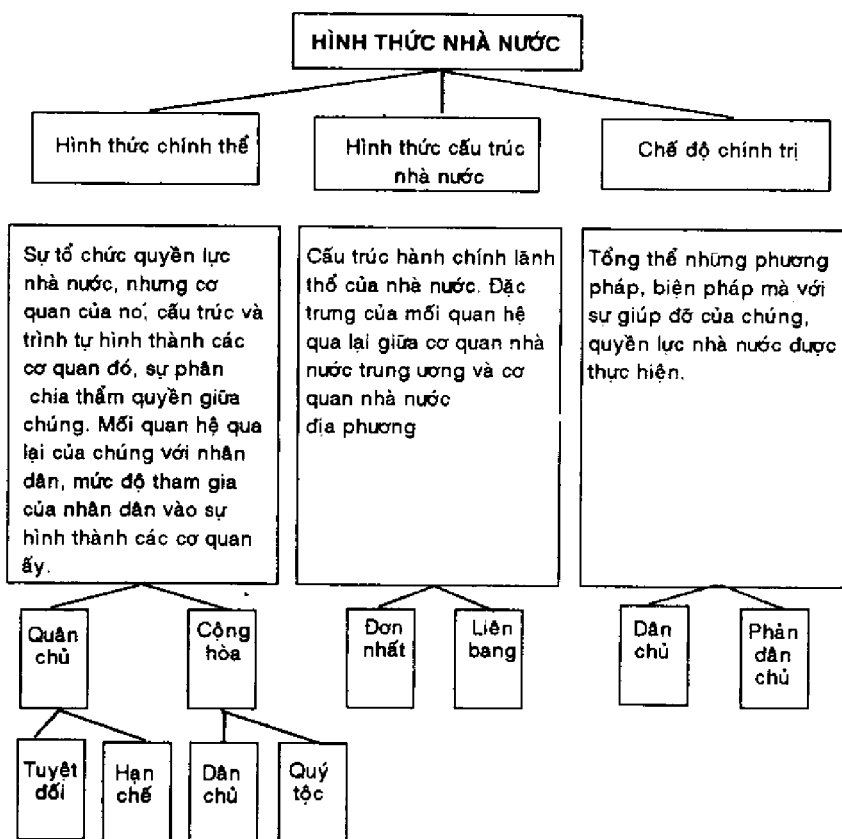 HÌNH THỨC NHÀ NƯỚC
Hình thức chính thể
Hình thức cấu trúc
nhà nước
Chế độ chính trị
Sự tổ chức quyền lực
nhà nước, nhưng cơ
quan của nó, cấu trúc và
trình tự hình thành các
cơ quan đó, sự phân
chia thẩm quyền giữa
chúng. Mối quan hệ qua
lại của chúng với nhân
dân, mức độ tham gia
của nhân dân vào sự
hình thành các cơ quan
ấy.
Cấu trúc hành chính lãnh
thổ của nhà nước. Đặc
trưng của mối quan hệ
qua lại giữa cơ quan nhà
nước trung ương và cơ
quan nhà nước
địa phương
Tổng thể những phương
pháp, biện pháp mà với
sự giúp đỡ của chúng,
quyền lực nhà nước được
thực hiện.
Quân
chủ
Cộng
hòa
Đơn
nhất
Liên
bang
Dân
chủ
Phản
dân
chủ
Tuyệt
đối
Hạn
chế
Dân
chủ
Quý
tộc